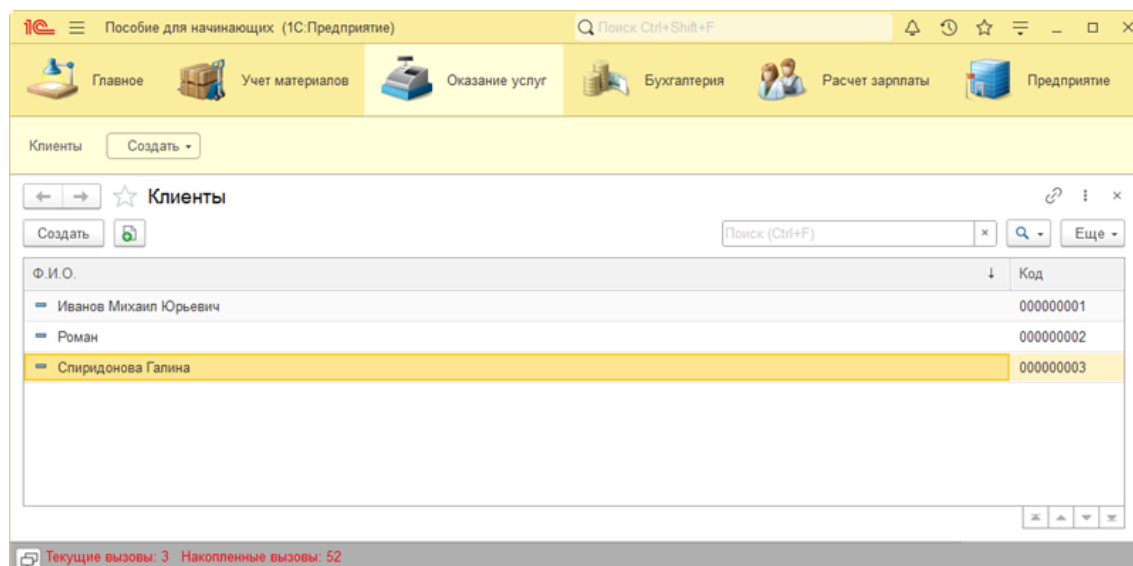 1С Пособие для начинающих (1С:Предприятие) Поиск Ctrl+Shift+F
Главное Учет материалов Оказание услуг Бухгалтерия Расчет зарплаты Предприятие
Клиенты Создать
Клиенты
Создать Поиск (Ctrl+F) × Еще
Ф.И.О. ↓ Код
Иванов Михаил Юрьевич 000000001
Роман 000000002
Спиридонова Галина 000000003
Текущие вызовы: 3 Накопленные вызовы: 52